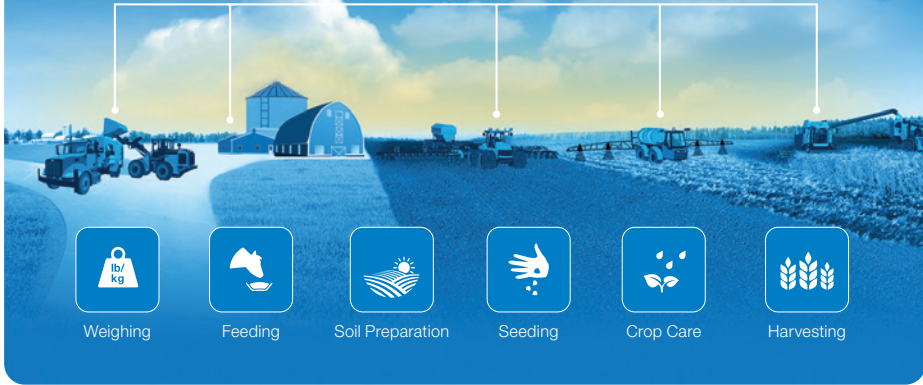 lb/
kg
Weighing
Feeding
Soil Preparation
Seeding
Crop Care
Harvesting